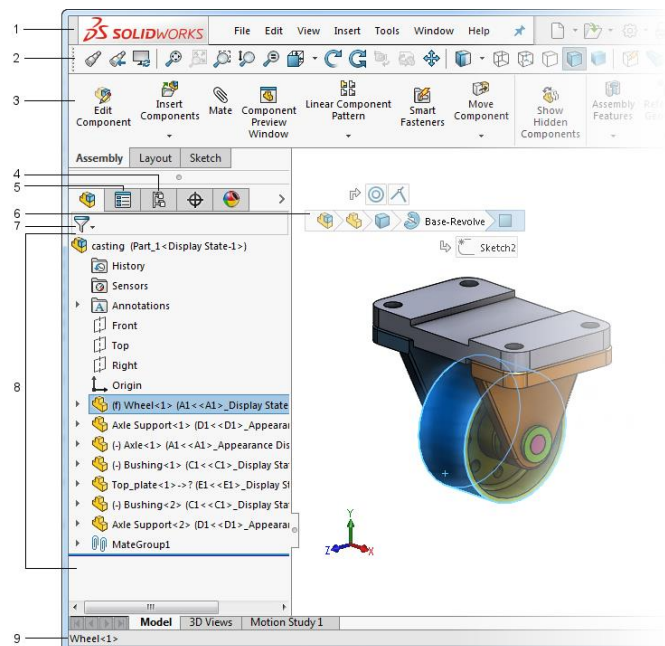 1
SOLIDWORKS File Edit View Insert Tools Window Help
2
3
Edit Component
Insert Components
Mate
Component Preview Window
Linear Component Pattern
Smart Fasteners
Move Component
Show Hidden Components
Assembly Features
4
Assembly Layout Sketch
5
6
Base-Revolve
7
Sketch2
casting (Part_1<Display State-1>)
History
Sensors
Annotations
Front
Top
Right
8
Origin
(f) Wheel<1> (A1<<A1>_Display State
Axle Support<1> (D1<<D1>_Appearan
(-) Axle<1> (A1<<A1>_Appearance Dis
(-) Bushing<1> (C1<<C1>_Display Sta
Top_plate<1>->? (E1<<E1>_Display St
(-) Bushing<2> (C1<<C1>_Display Sta
Axle Support<2> (D1<<D1>_Appearan
MateGroup1
Y
Z X
Model 3D Views Motion Study 1
9
Wheel<1>